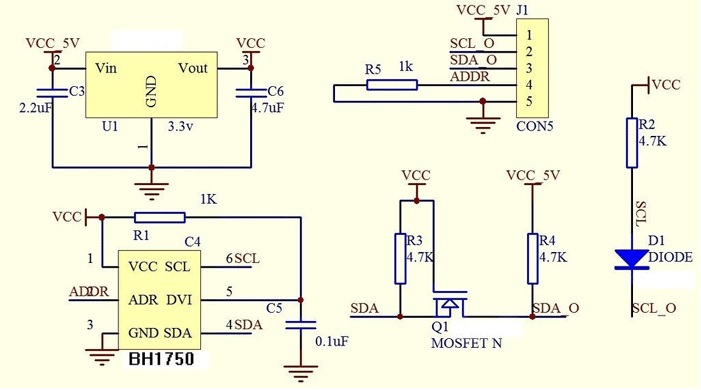 VCC_5V
VCC
2
Vin
Vout
3
GND
C3
2.2uF
C6
4.7uF
U1
1
3.3v
J1
VCC_5V
1
SCL_O
2
SDA_O
3
ADDR
4
5
R5
1k
CON5
VCC
R2
4.7K
SCL
D1
DIODE
SCL_O
VCC
1K
R1
C4
1
VCC
SCL
6
SCL
ADDR
2
ADR
DVI
5
3
GND
SDA
4
SDA
C5
0.1uF
BH1750
VCC
VCC_5V
R3
4.7K
R4
4.7K
SDA
SDA_O
Q1
MOSFET N